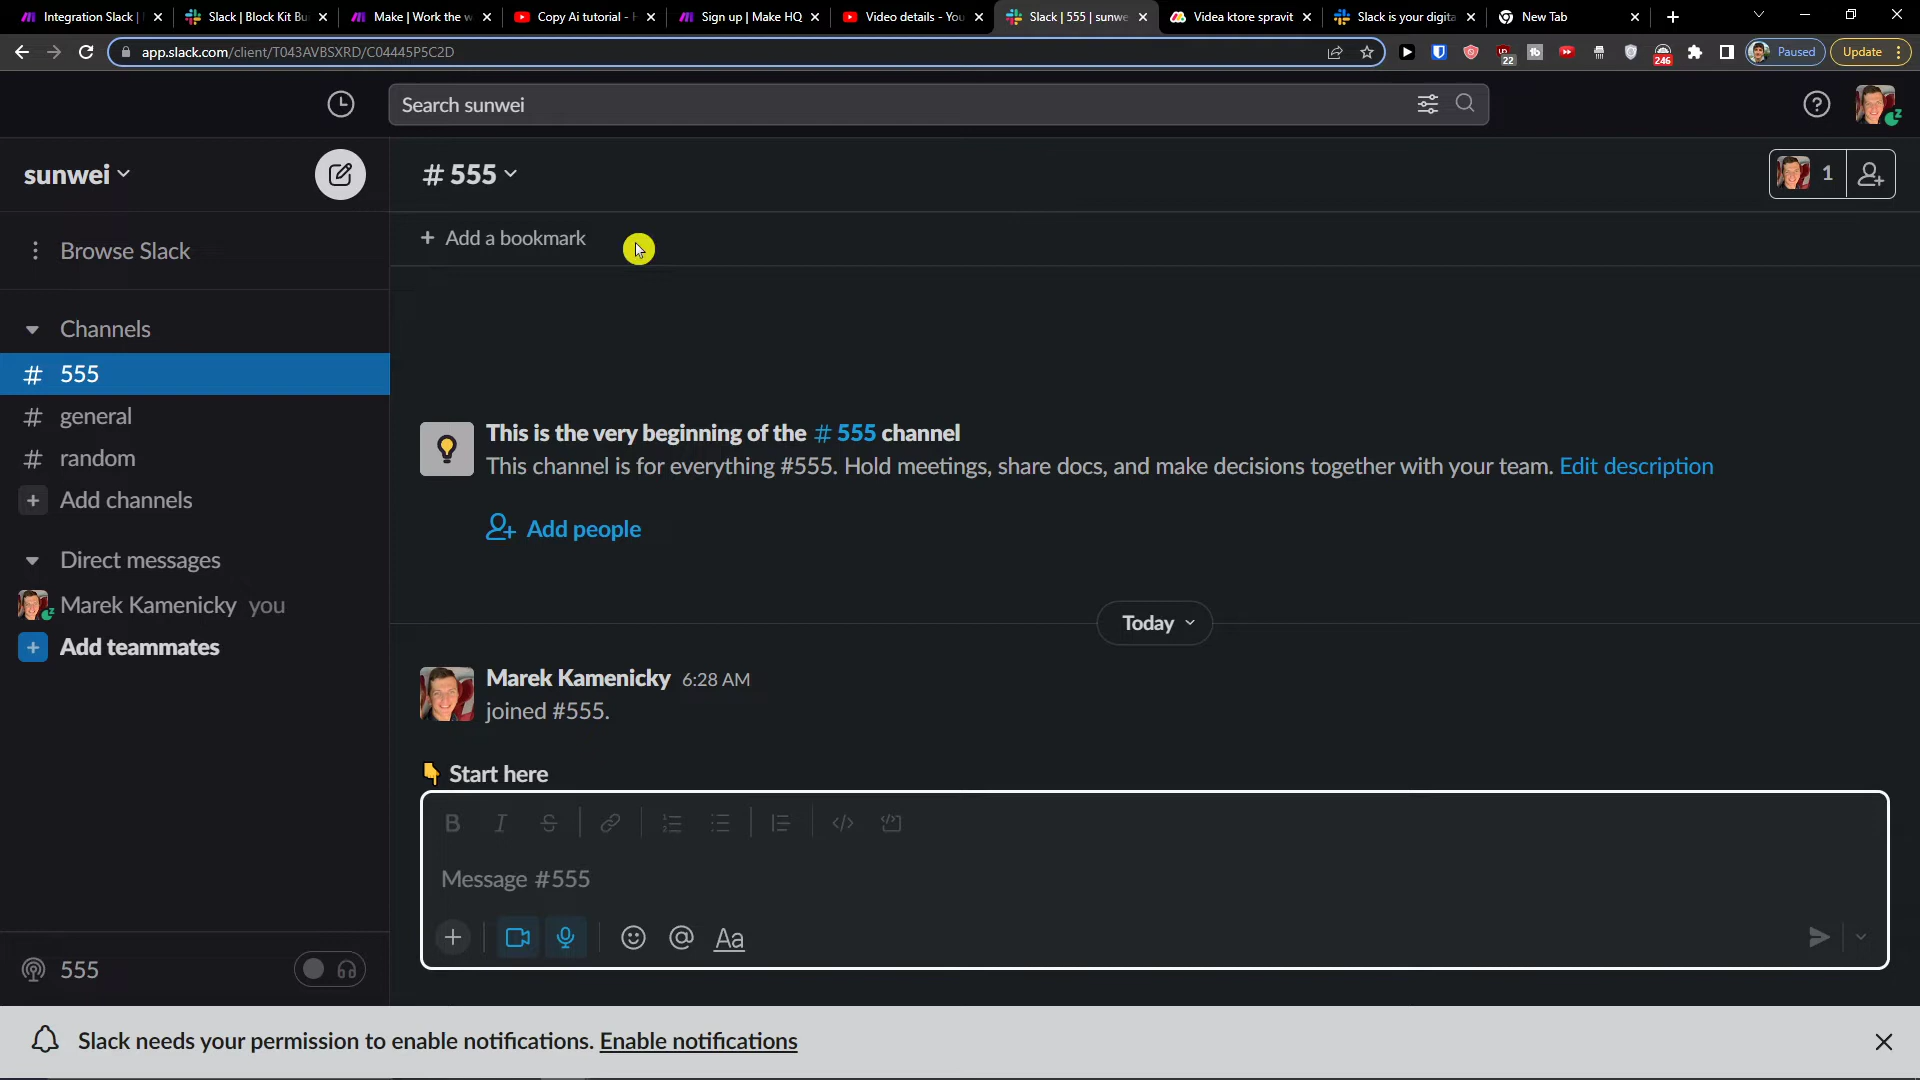 Integration Slack |
Slack | Block Kit Bu
Make | Work the w
Copy Ai tutorial - H
Sign up | Make HQ
Video details - You
Slack | 555 | sunwe
Videa ktore spravit
Slack is your digita
New Tab
app.slack.com/client/T043AVBSXRD/C04445P5C2D
22
246
Paused
Update
Search sunwei
sunwei
# 555
1
Add a bookmark
Browse Slack
Channels
# 555
# general
# random
+ Add channels
Direct messages
Marek Kamenicky you
+ Add teammates
This is the very beginning of the # 555 channel
This channel is for everything #555. Hold meetings, share docs, and make decisions together with your team. Edit description
Add people
Today
Marek Kamenicky 6:28 AM
joined #555.
Start here
Message #555
Aa
555
Slack needs your permission to enable notifications. Enable notifications